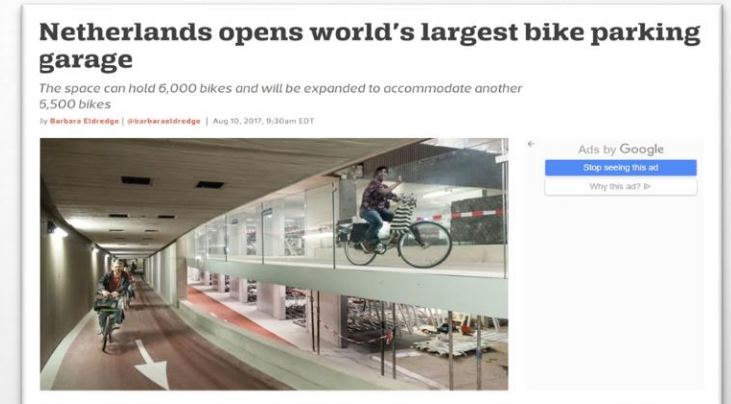 Netherlands opens world's largest bike parking
garage
The space can hold 6,000 bikes and will be expanded to accommodate another
6,500 bikes
By Barbara Eldredge | @barbaraeldredge | Aug 10, 2017, 9:30am EDT
Ads by Google
Stop seeing this ad
Why this ad?